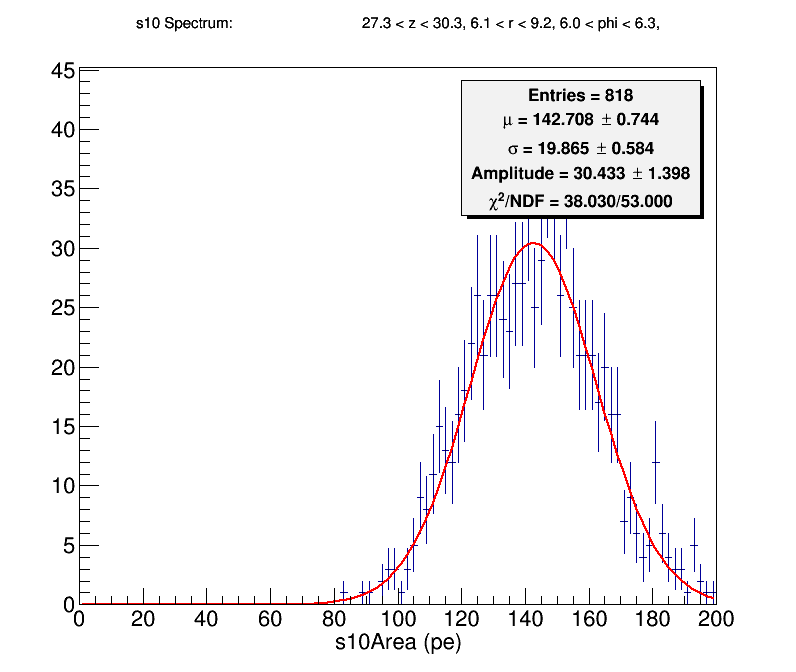 s10 Spectrum: 27.3 < z < 30.3, 6.1 < r < 9.2, 6.0 < phi < 6.3,
45
Entries = 818
μ = 142.708 ± 0.744
40
σ = 19.865 ± 0.584
Amplitude = 30.433 ± 1.398
35
χ²/NDF = 38.030/53.000
30
25
20
15
10
5
0
0 20 40 60 80 100 120 140 160 180 200
s10Area (pe)